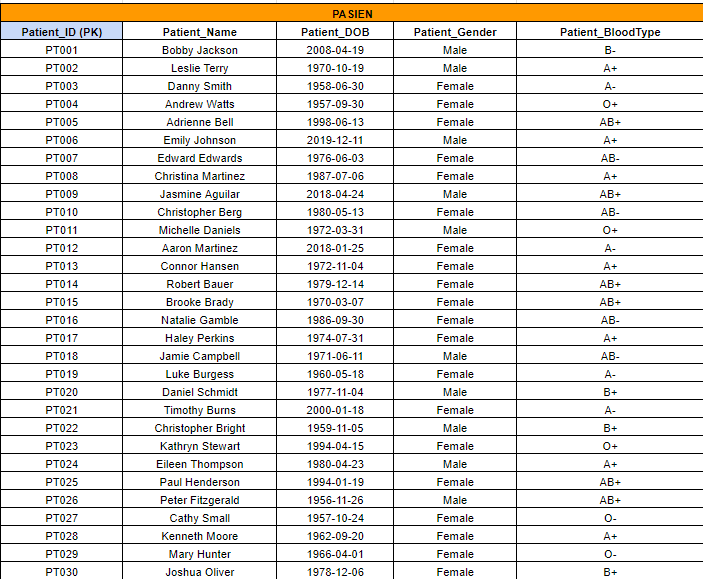 PASIEN
Patient_ID (PK) Patient_Name Patient_DOB Patient_Gender Patient_BloodType
PT001 Bobby Jackson 2008-04-19 Male B-
PT002 Leslie Terry 1970-10-19 Male A+
PT003 Danny Smith 1958-06-30 Female A-
PT004 Andrew Watts 1957-09-30 Female O+
PT005 Adrienne Bell 1998-06-13 Female AB+
PT006 Emily Johnson 2019-12-11 Male A+
PT007 Edward Edwards 1976-06-03 Female AB-
PT008 Christina Martinez 1987-07-06 Female A+
PT009 Jasmine Aguilar 2018-04-24 Male AB+
PT010 Christopher Berg 1980-05-13 Female AB-
PT011 Michelle Daniels 1972-03-31 Male O+
PT012 Aaron Martinez 2018-01-25 Female A-
PT013 Connor Hansen 1972-11-04 Female A+
PT014 Robert Bauer 1979-12-14 Female AB+
PT015 Brooke Brady 1970-03-07 Female AB+
PT016 Natalie Gamble 1986-09-30 Female AB-
PT017 Haley Perkins 1974-07-31 Female A+
PT018 Jamie Campbell 1971-06-11 Male AB-
PT019 Luke Burgess 1960-05-18 Female A-
PT020 Daniel Schmidt 1977-11-04 Male B+
PT021 Timothy Burns 2000-01-18 Female A-
PT022 Christopher Bright 1959-11-05 Male B+
PT023 Kathryn Stewart 1994-04-15 Female O+
PT024 Eileen Thompson 1980-04-23 Male A+
PT025 Paul Henderson 1994-01-19 Female AB+
PT026 Peter Fitzgerald 1956-11-26 Male AB+
PT027 Cathy Small 1957-10-24 Female O-
PT028 Kenneth Moore 1962-09-20 Female A+
PT029 Mary Hunter 1966-04-01 Female O-
PT030 Joshua Oliver 1978-12-06 Female B+